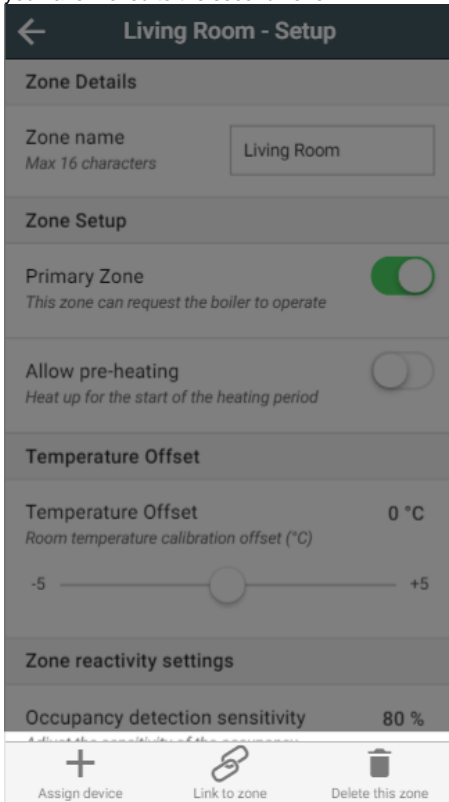 Living Room - Setup
Zone Details
Zone name
Max 16 characters
Living Room
Zone Setup
Primary Zone
This zone can request the boiler to operate
Allow pre-heating
Heat up for the start of the heating period
Temperature Offset
Temperature Offset
0 °C
Room temperature calibration offset (°C)
-5
+5
Zone reactivity settings
Occupancy detection sensitivity
80 %
Assign device
Link to zone
Delete this zone